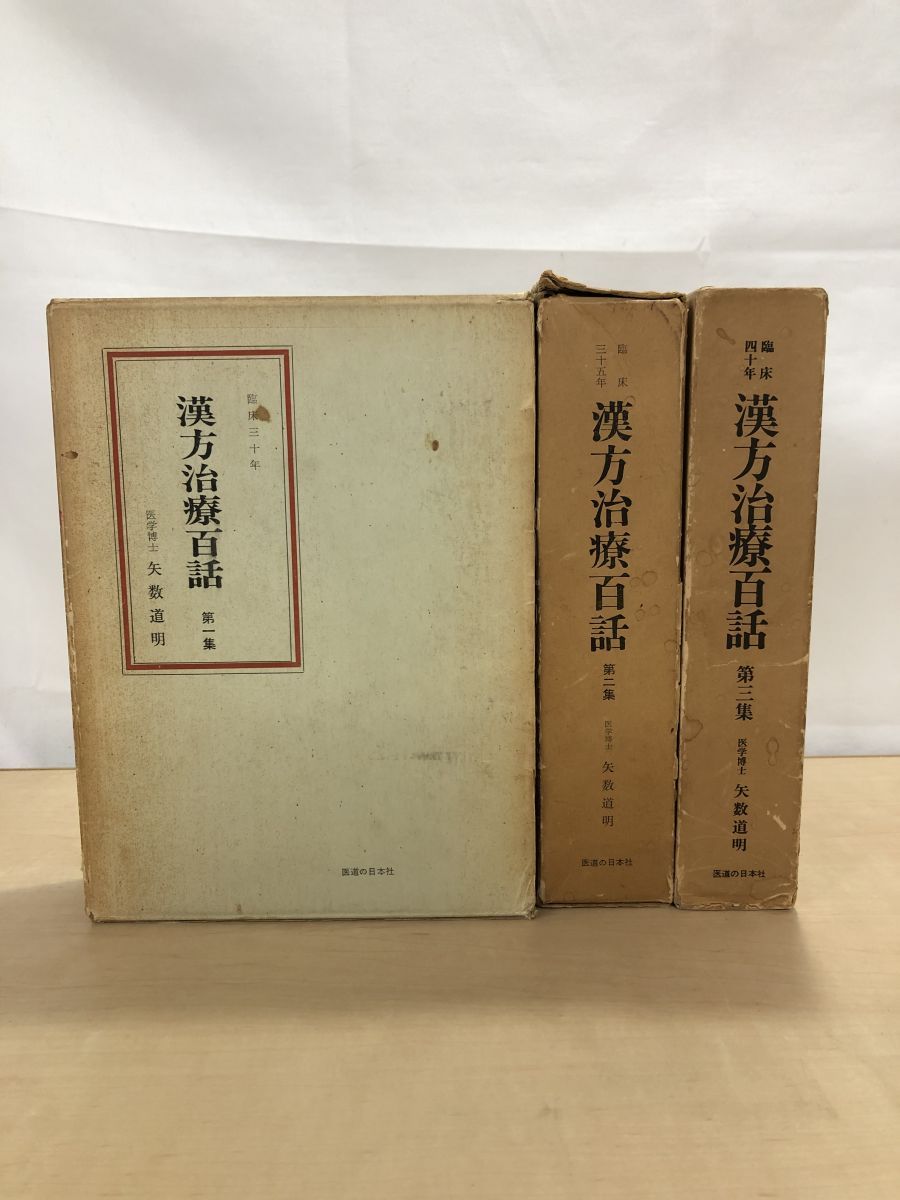 臨床三十年
漢方治療百話 第一集
医学博士 矢数道明
医道の日本社
臨床
三十五年
漢方治療百話
第二集
医学博士 矢数道明
医道の日本社
臨床
四十年
漢方治療百話
第三集
医学博士 矢数道明
医道の日本社